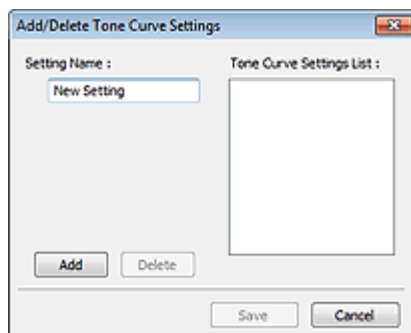 Add/Delete Tone Curve Settings
Setting Name :
Tone Curve Settings List :
New Setting
Add
Delete
Save
Cancel